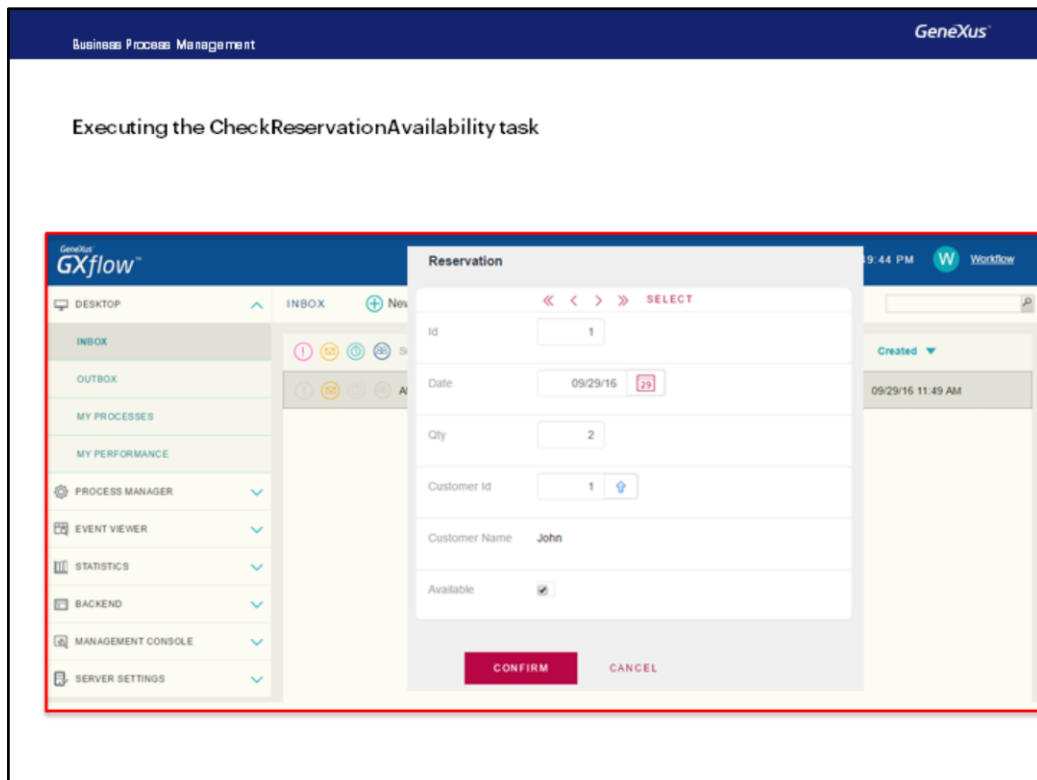 Business Process Management
GeneXus™
Executing the CheckReservationAvailability task
GeneXus™
GXflow™
9:44 PM
W
Workflow
DESKTOP
INBOX
New
INBOX
OUTBOX
MY PROCESSES
MY PERFORMANCE
PROCESS MANAGER
EVENT VIEWER
STATISTICS
BACKEND
MANAGEMENT CONSOLE
SERVER SETTINGS
Created
09/29/16 11:49 AM
Reservation
SELECT
Id 1
Date 09/29/16 29
Qty 2
Customer Id 1
Customer Name John
Available
CONFIRM CANCEL